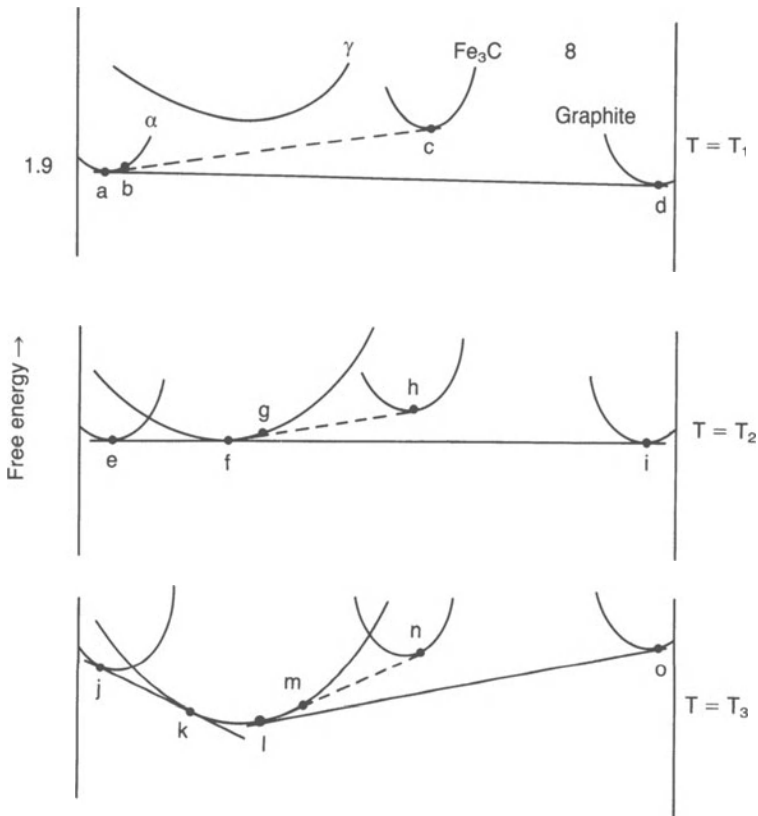 γ Fe₃C 8
α Graphite
1.9 a b c d T = T₁
Free energy →
g h
e f i T = T₂
n
m
j k l o T = T₃